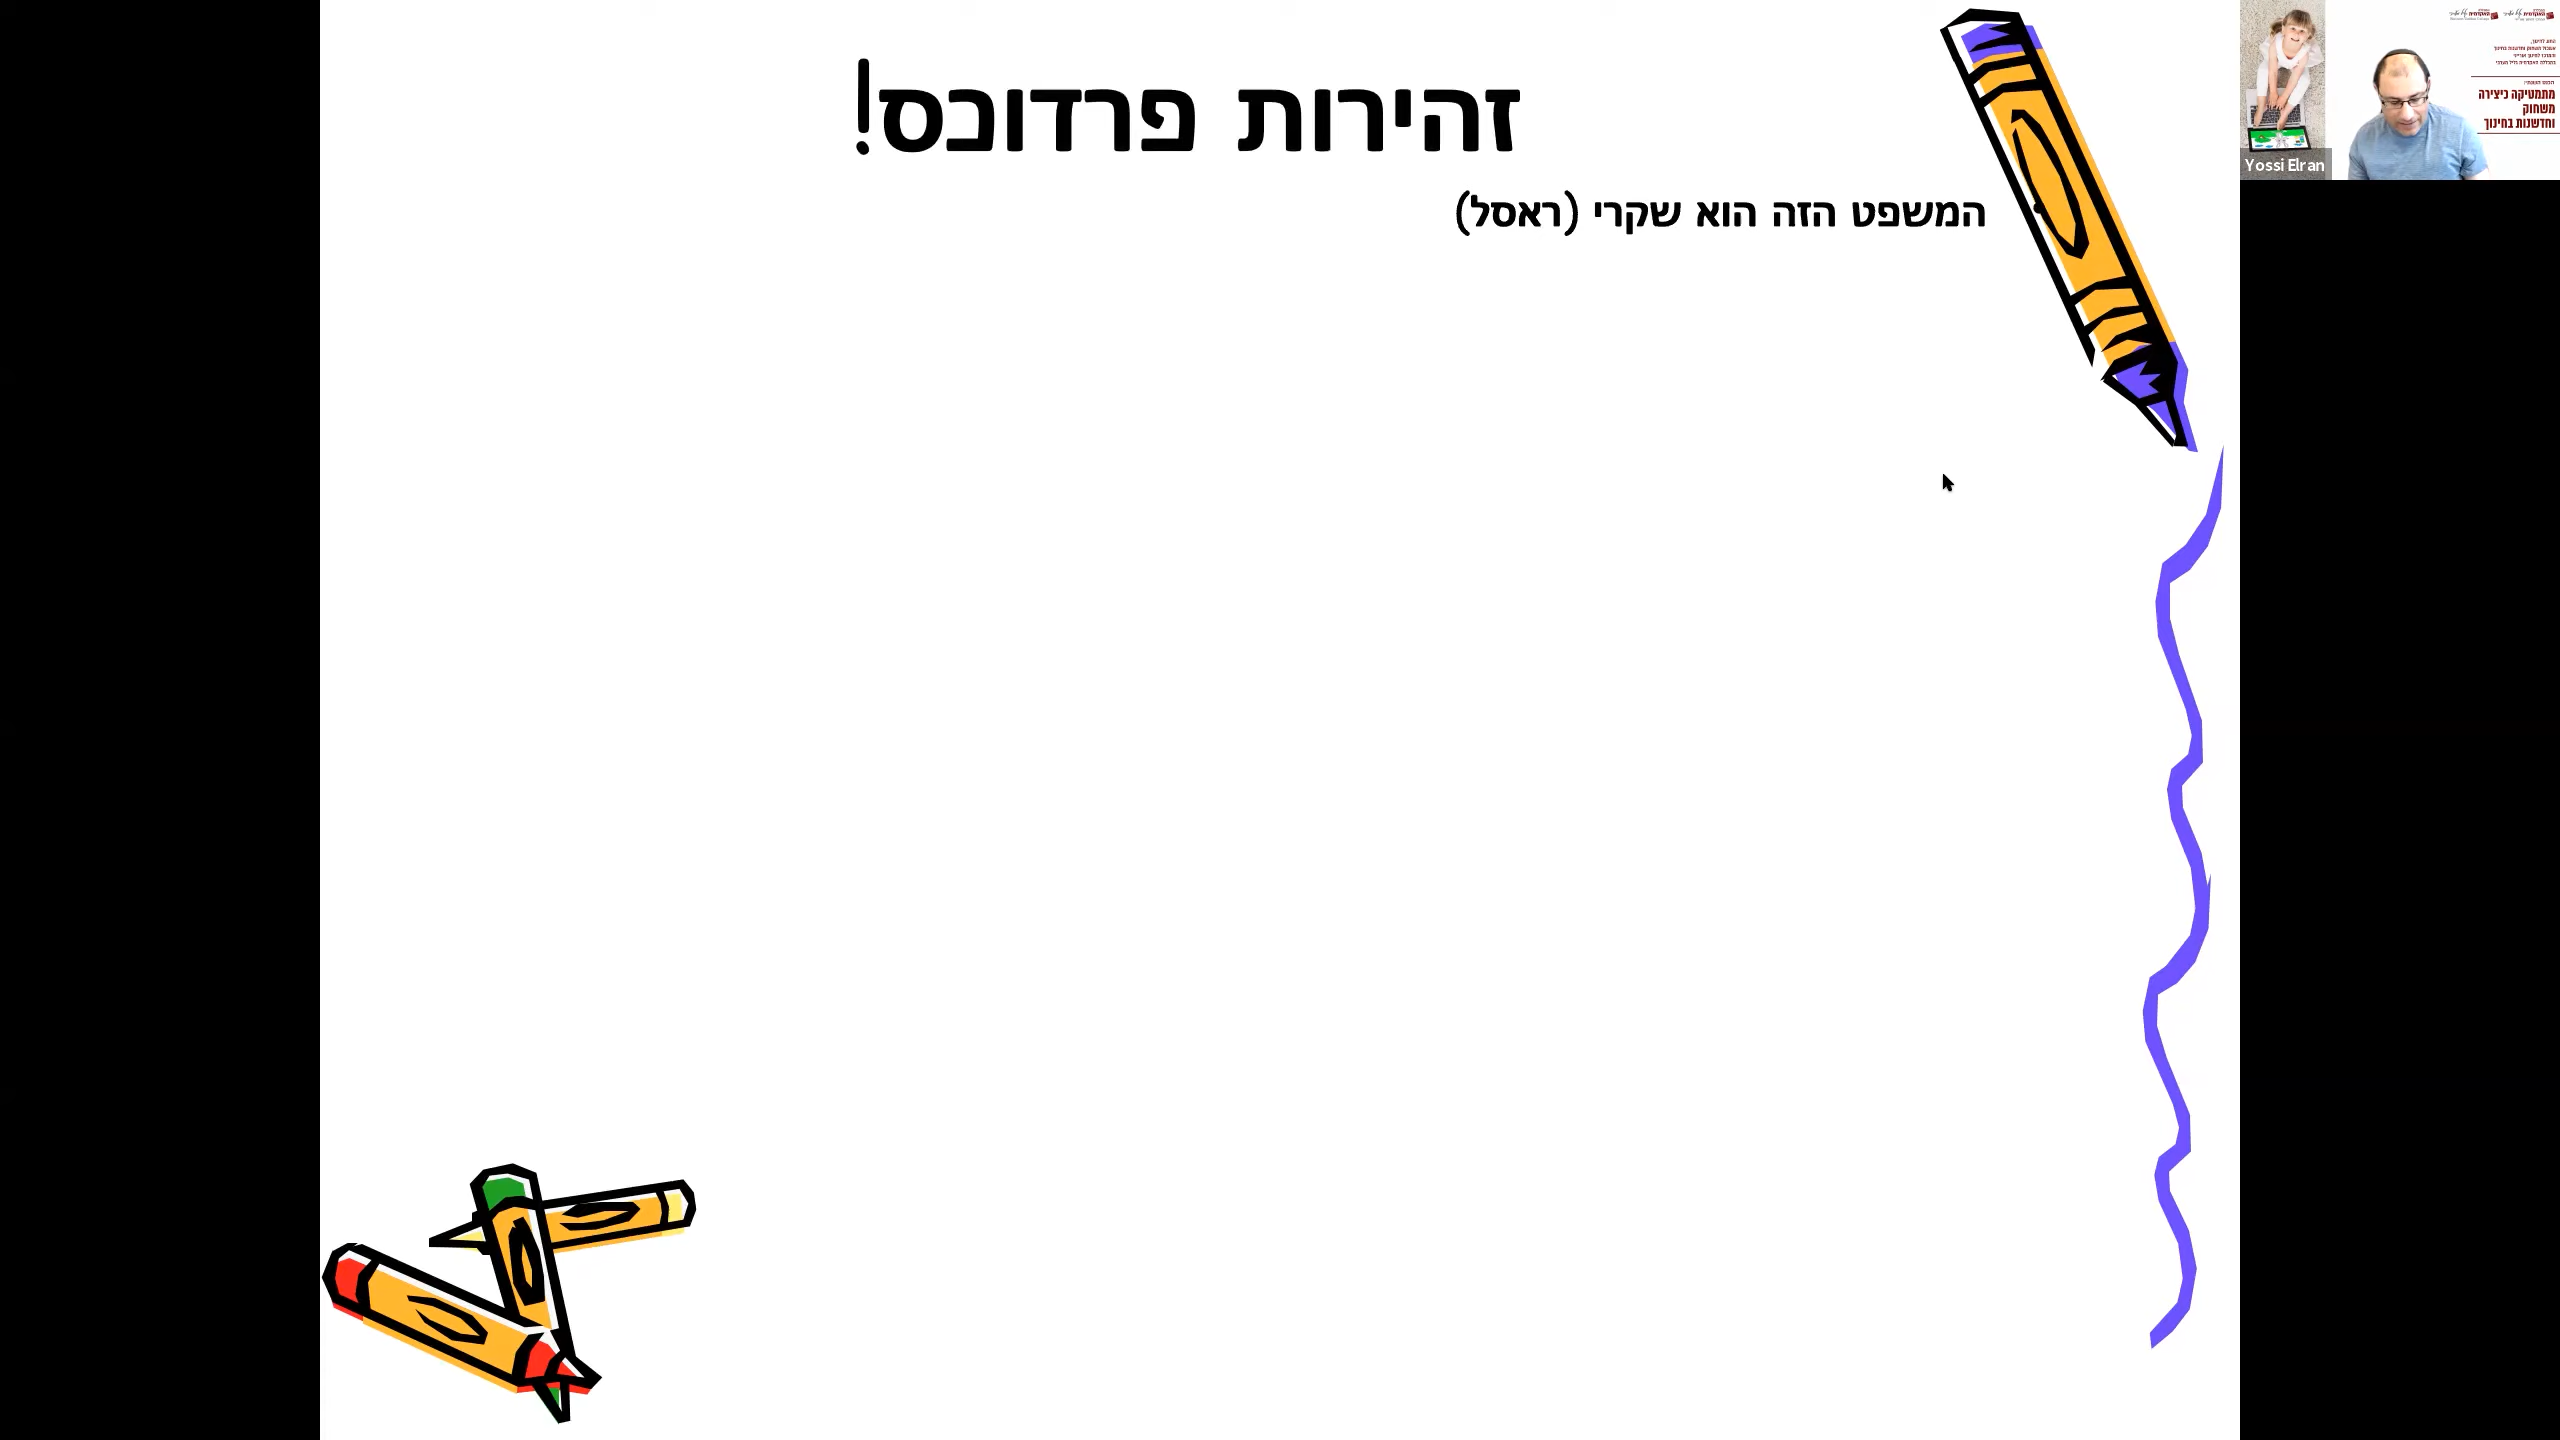 זהירות פרדוכס!
המשפט הזה הוא שקרי (ראסל)
Yossi Elran
מתמטיקה כיצירה
משחוק
וחדשנות בחינוך